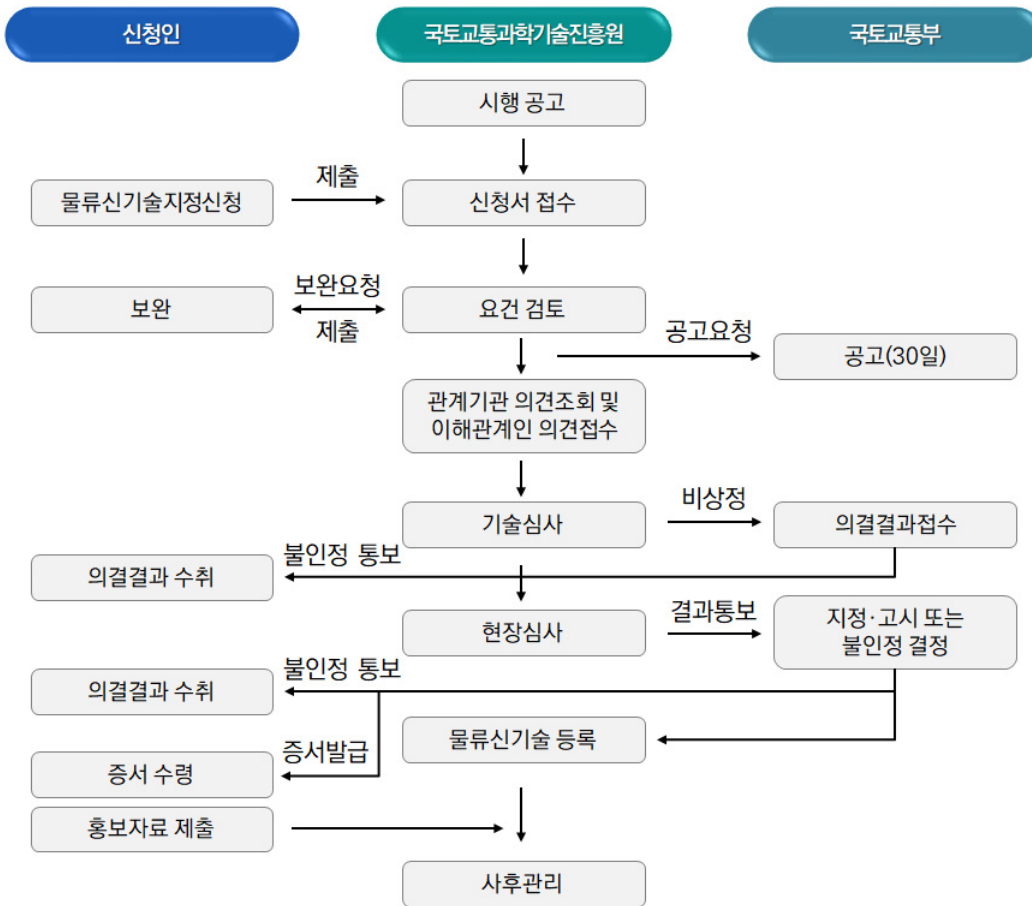 신청인
국토교통과학기술진흥원
국토교통부
시행 공고
제출
물류신기술지정신청
신청서 접수
보완요청
보완
요건 검토
제출
공고요청
공고(30일)
관계기관 의견조회 및
이해관계인 의견접수
비상정
기술심사
의결결과접수
불인정 통보
의결결과 수취
결과통보
현장심사
지정·고시 또는
불인정 결정
불인정 통보
의결결과 수취
물류신기술 등록
증서발급
증서 수령
홍보자료 제출
사후관리